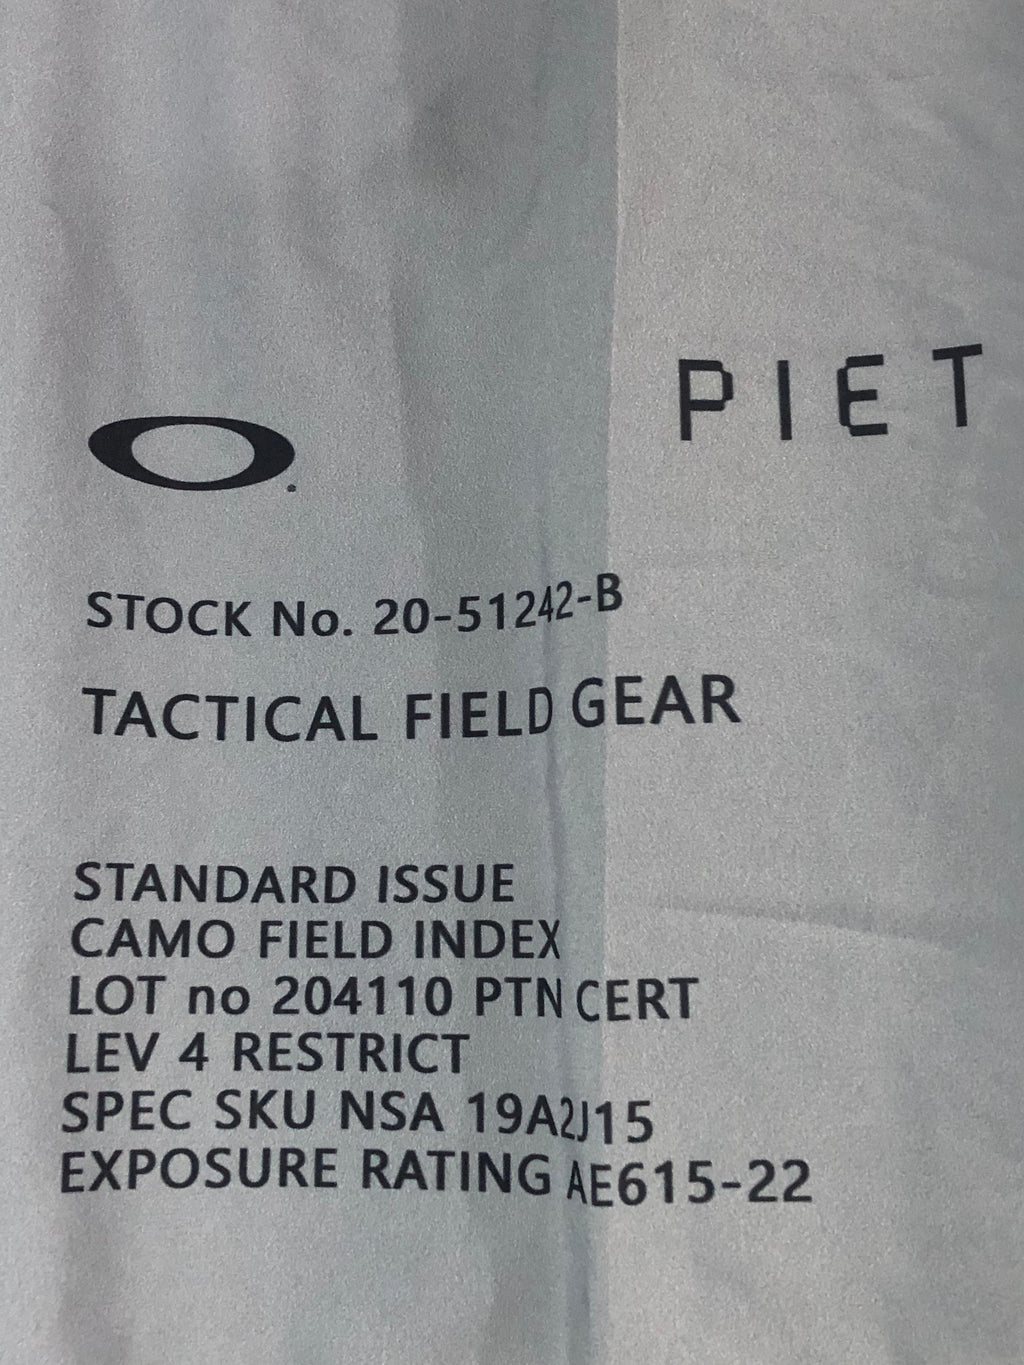 PIET
STOCK No. 20-51242-B
TACTICAL FIELD GEAR
STANDARD ISSUE
CAMO FIELD INDEX
LOT no 204110 PTN CERT
LEV 4 RESTRICT
SPEC SKU NSA 19A2J15
EXPOSURE RATING AE615-22